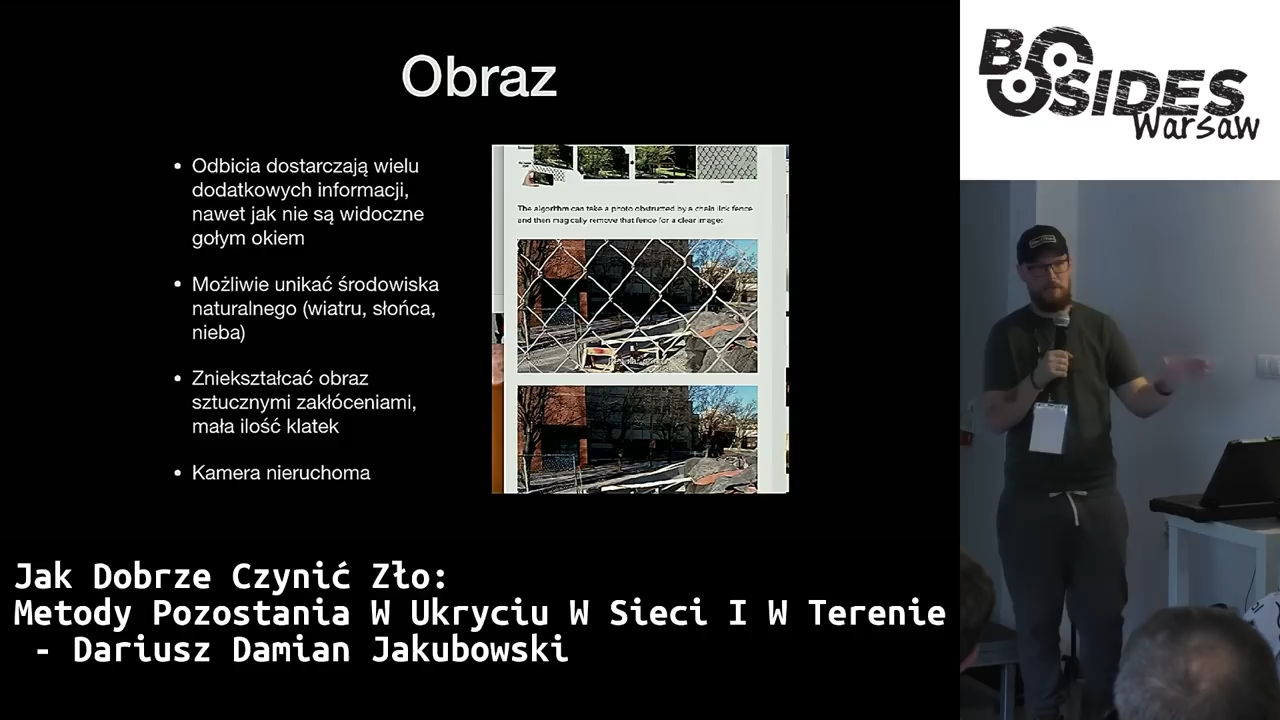 Obraz
• Odbicia dostarczają wielu
dodatkowych informacji,
nawet jak nie są widoczne
gołym okiem
• Możliwie unikać środowiska
naturalnego (wiatru, słońca,
nieba)
• Zniekształcać obraz
sztucznymi zakłóceniami,
mała ilość klatek
• Kamera nieruchoma
The algorithm can take a photo obstructed by a chain link fence
and then magically remove that fence for a clear image:
BSIDES
Warsaw
Jak Dobrze Czynić Zło:
Metody Pozostania W Ukryciu W Sieci I W Terenie
- Dariusz Damian Jakubowski